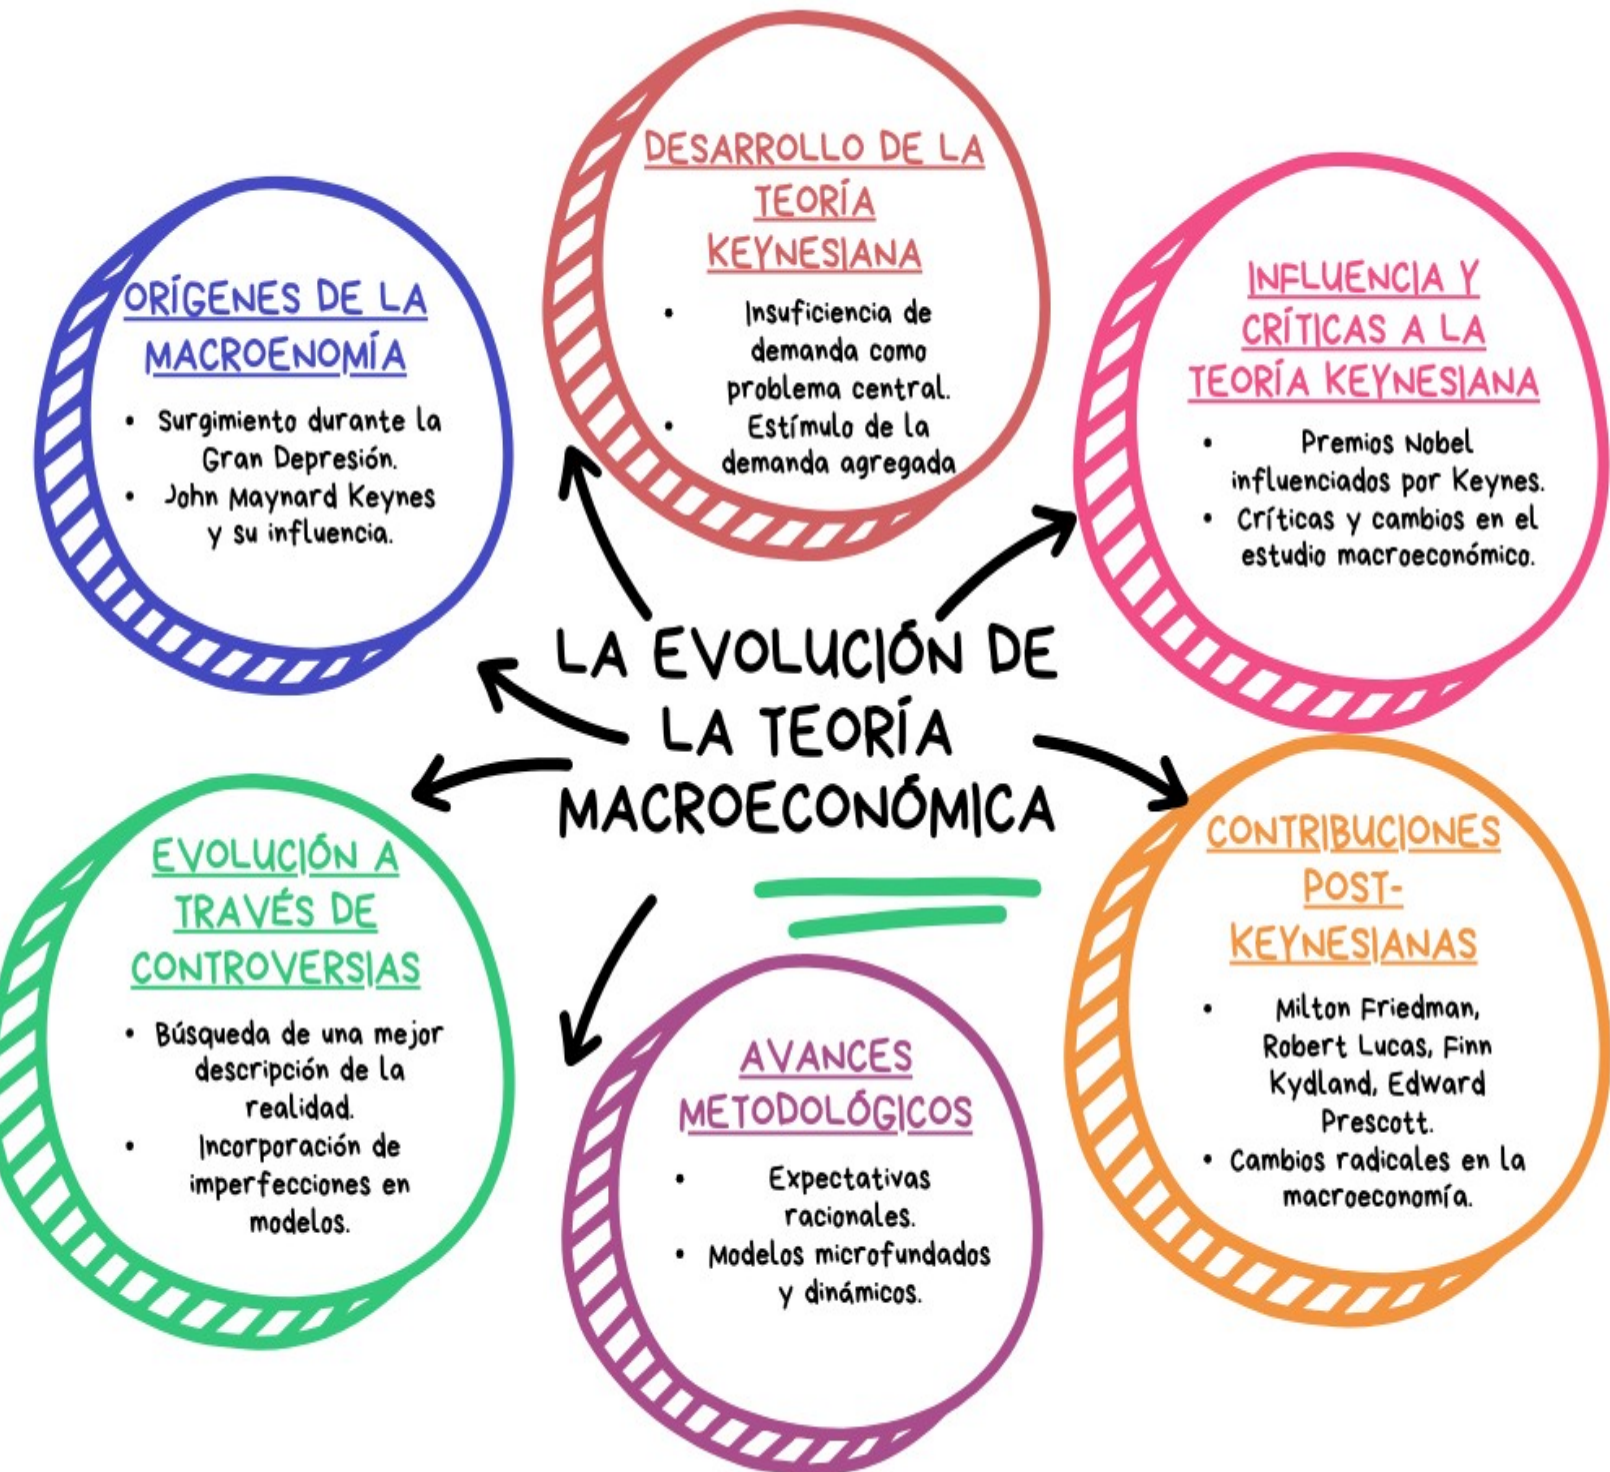 LA EVOLUCIÓN DE
LA TEORÍA
MACROECONÓMICA
ORÍGENES DE LA
MACROENOMÍA
• Surgimiento durante la
Gran Depresión.
• John Maynard Keynes
y su influencia.
DESARROLLO DE LA
TEORÍA
KEYNESIANA
• Insuficiencia de
demanda como
problema central.
• Estímulo de la
demanda agregada
INFLUENCIA Y
CRÍTICAS A LA
TEORÍA KEYNESIANA
• Premios Nobel
influenciados por Keynes.
• Críticas y cambios en el
estudio macroeconómico.
CONTRIBUCIONES
POST-
KEYNESIANAS
• Milton Friedman,
Robert Lucas, Finn
Kydland, Edward
Prescott.
• Cambios radicales en la
macroeconomía.
AVANCES
METODOLÓGICOS
• Expectativas
racionales.
• Modelos microfundados
y dinámicos.
EVOLUCIÓN A
TRAVÉS DE
CONTROVERSIAS
• Búsqueda de una mejor
descripción de la
realidad.
• Incorporación de
imperfecciones en
modelos.